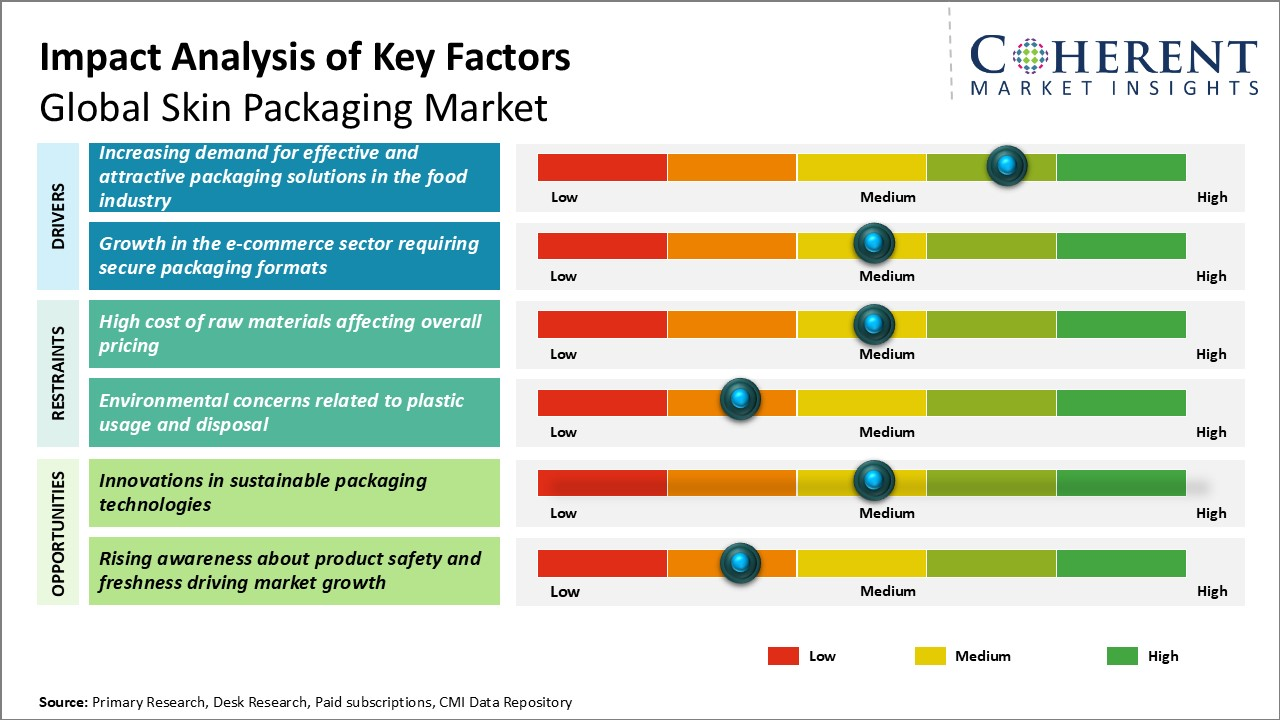 Impact Analysis of Key Factors
Global Skin Packaging Market
COHERENT
MARKET INSIGHTS
DRIVERS
Increasing demand for effective and
attractive packaging solutions in the food
industry
Low Medium High
Growth in the e-commerce sector requiring
secure packaging formats
Low Medium High
RESTRAINTS
High cost of raw materials affecting overall
pricing
Low Medium High
Environmental concerns related to plastic
usage and disposal
Low Medium High
OPPORTUNITIES
Innovations in sustainable packaging
technologies
Low Medium High
Rising awareness about product safety and
freshness driving market growth
Low Medium High
Low Medium High
Source: Primary Research, Desk Research, Paid subscriptions, CMI Data Repository